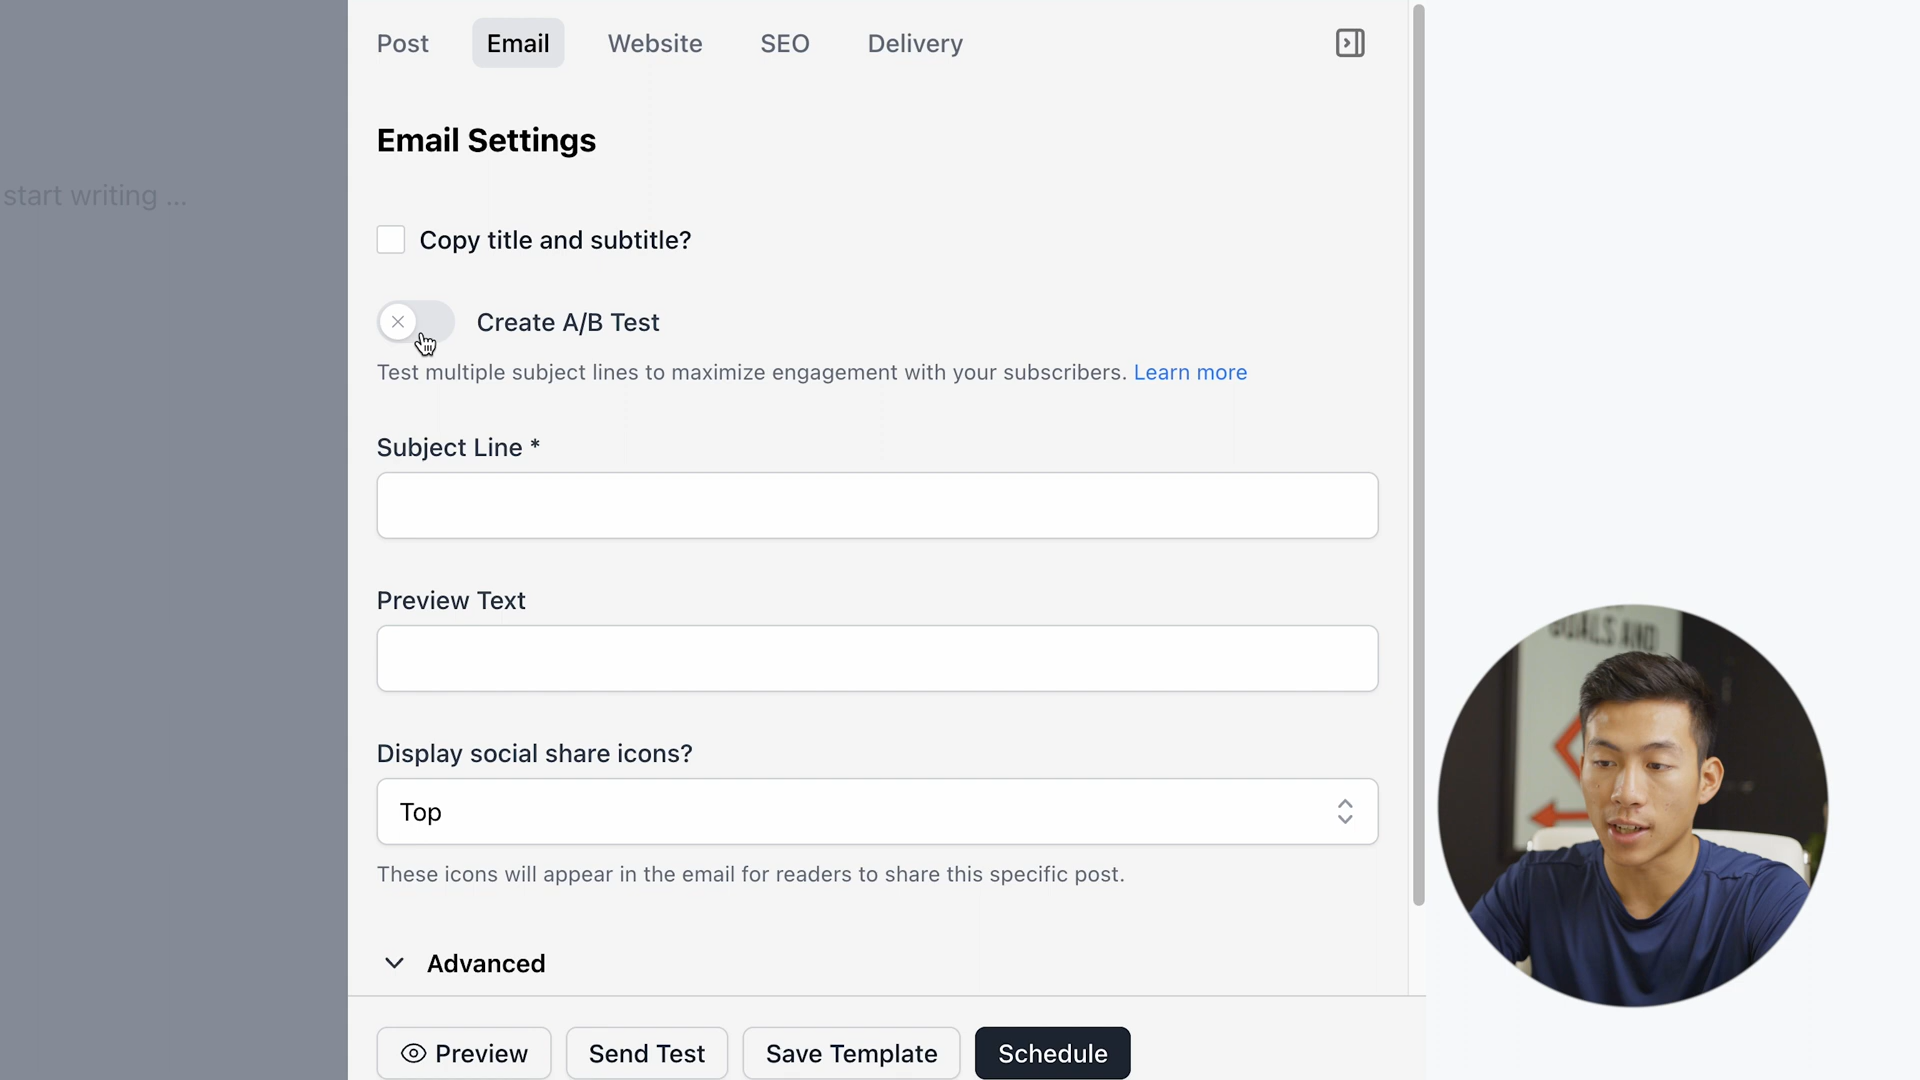 Post Email Website SEO Delivery
Email Settings
start writing ...
Copy title and subtitle?
Create A/B Test
Test multiple subject lines to maximize engagement with your subscribers. Learn more
Subject Line *
Preview Text
Display social share icons?
Top
These icons will appear in the email for readers to share this specific post.
Advanced
Preview Send Test Save Template Schedule
GOALS AND